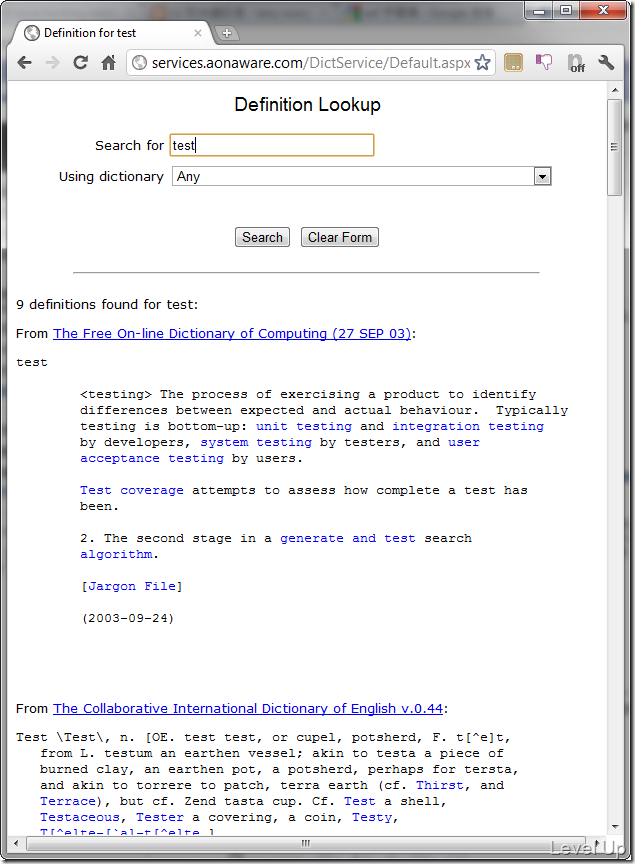 Definition for test
services.aonaware.com/DictService/Default.aspx
off
Definition Lookup
Search for test
Using dictionary Any
Search Clear Form
9 definitions found for test:
From The Free On-line Dictionary of Computing (27 SEP 03):
test
<testing> The process of exercising a product to identify
differences between expected and actual behaviour.  Typically
testing is bottom-up: unit testing and integration testing
by developers, system testing by testers, and user
acceptance testing by users.
Test coverage attempts to assess how complete a test has
been.
2. The second stage in a generate and test search
algorithm.
[Jargon File]
(2003-09-24)
From The Collaborative International Dictionary of English v.0.44:
Test \Test\, n. [OE. test test, or cupel, potsherd, F. t[^e]t,
from L. testum an earthen vessel; akin to testa a piece of
burned clay, an earthen pot, a potsherd, perhaps for tersta,
and akin to torrere to patch, terra earth (cf. Thirst, and
Terrace), but cf. Zend tasta cup. Cf. Test a shell,
Testaceous, Tester a covering, a coin, Testy,
T[^e]te-[`a]-t[^e]te.]
Level Up